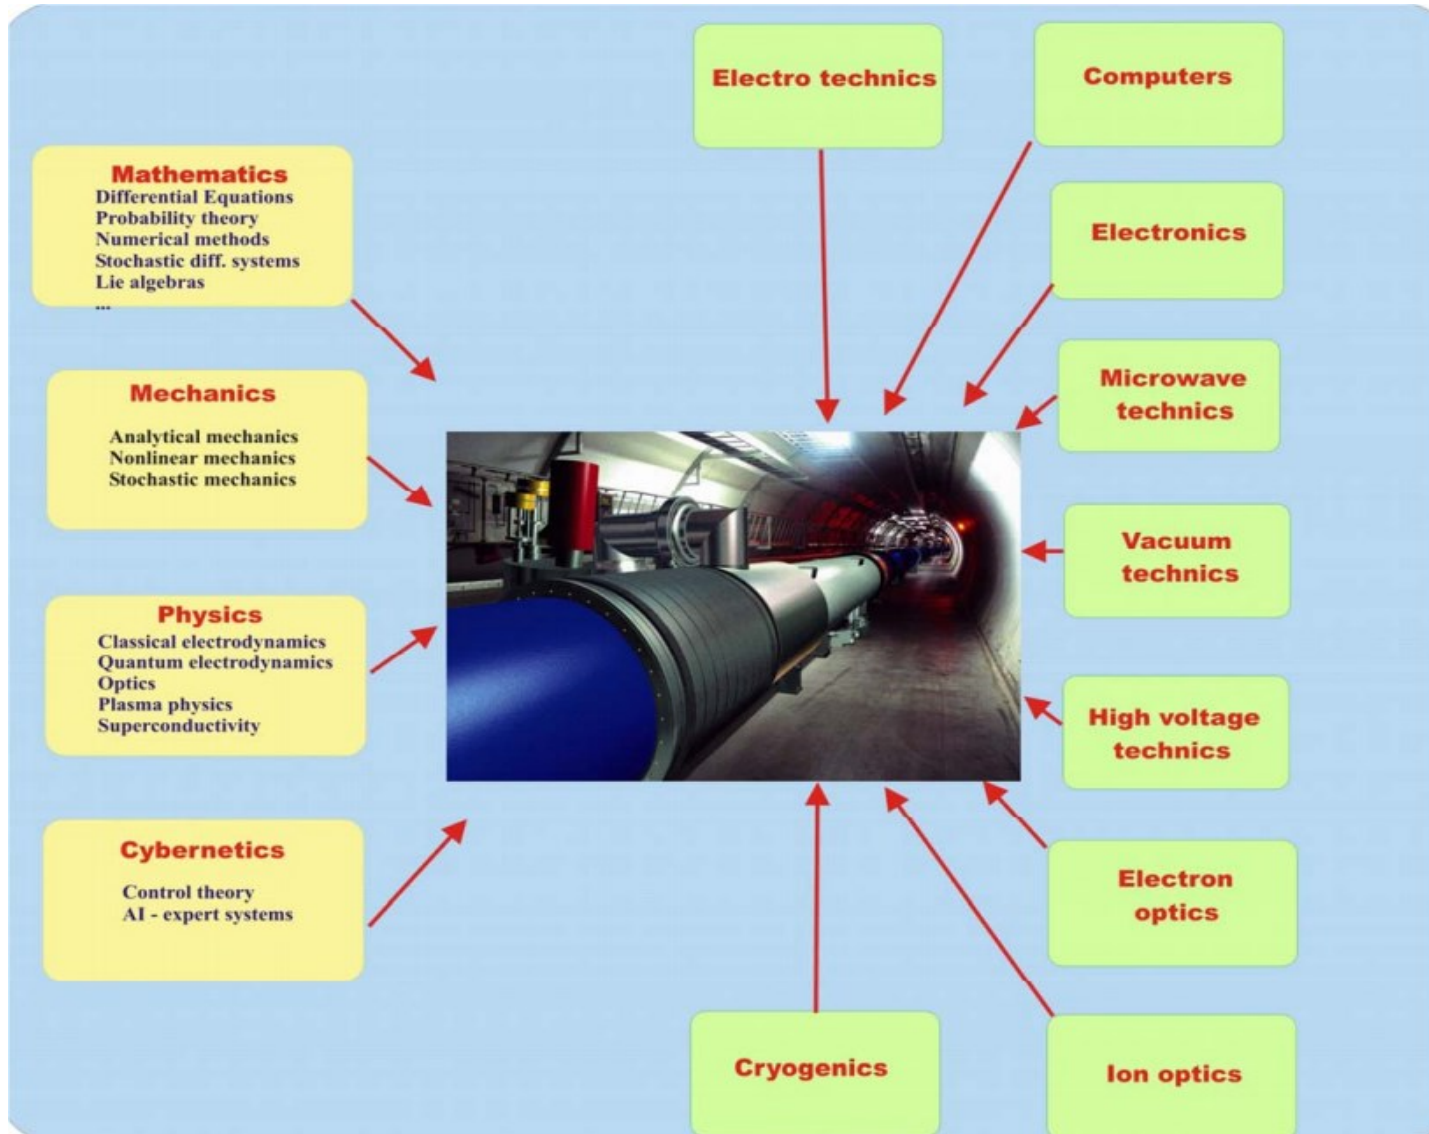 Electro technics
Computers
Mathematics
Differential Equations
Probability theory
Numerical methods
Stochastic diff. systems
Lie algebras
...
Electronics
Mechanics
Analytical mechanics
Nonlinear mechanics
Stochastic mechanics
Microwave
technics
Vacuum
technics
Physics
Classical electrodynamics
Quantum electrodynamics
Optics
Plasma physics
Superconductivity
High voltage
technics
Cybernetics
Control theory
AI - expert systems
Electron
optics
Cryogenics
Ion optics